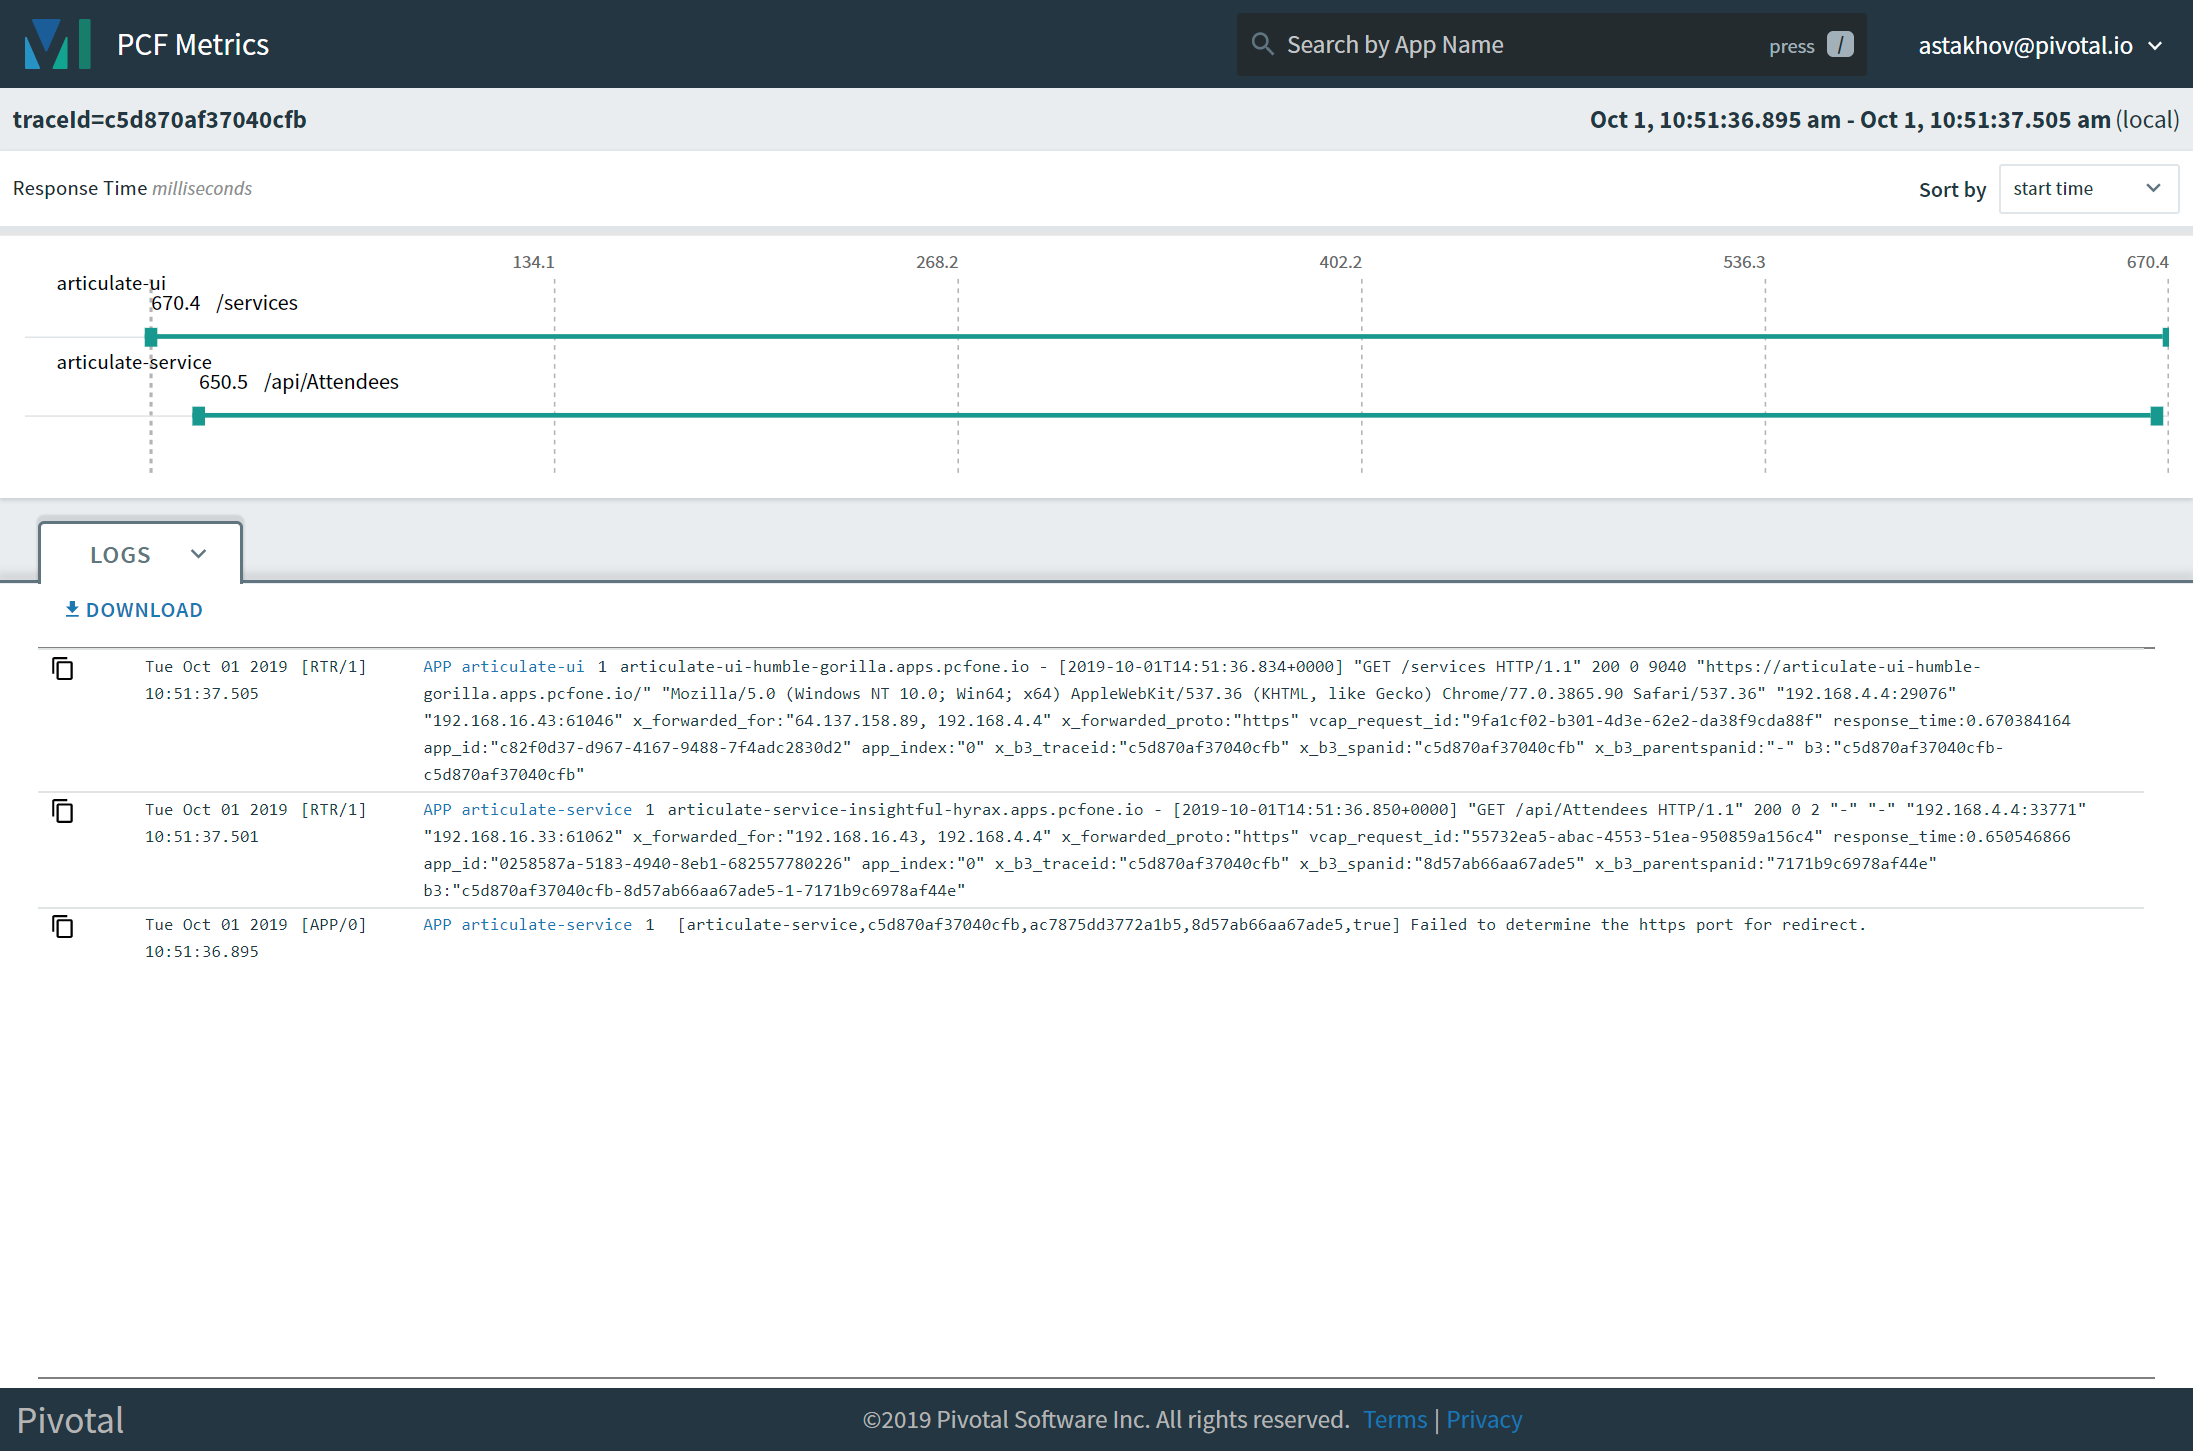 PCF Metrics
Search by App Name
press /
astakhov@pivotal.io
traceId=c5d870af37040cfb
Oct 1, 10:51:36.895 am - Oct 1, 10:51:37.505 am (local)
Response Time milliseconds
Sort by
start time
134.1
268.2
402.2
536.3
670.4
articulate-ui
670.4 /services
articulate-service
650.5 /api/Attendees
LOGS
DOWNLOAD
Tue Oct 01 2019 [RTR/1]
10:51:37.505
APP articulate-ui 1 articulate-ui-humble-gorilla.apps.pcfone.io - [2019-10-01T14:51:36.834+0000] "GET /services HTTP/1.1" 200 0 9040 "https://articulate-ui-humble-
gorilla.apps.pcfone.io/" "Mozilla/5.0 (Windows NT 10.0; Win64; x64) AppleWebKit/537.36 (KHTML, like Gecko) Chrome/77.0.3865.90 Safari/537.36" "192.168.4.4:29076"
"192.168.16.43:61046" x_forwarded_for:"64.137.158.89, 192.168.4.4" x_forwarded_proto:"https" vcap_request_id:"9fa1cf02-b301-4d3e-62e2-da38f9cda88f" response_time:0.670384164
app_id:"c82f0d37-d967-4167-9488-7f4adc2830d2" app_index:"0" x_b3_traceid:"c5d870af37040cfb" x_b3_spanid:"c5d870af37040cfb" x_b3_parentspanid:"-" b3:"c5d870af37040cfb-
c5d870af37040cfb"
Tue Oct 01 2019 [RTR/1]
10:51:37.501
APP articulate-service 1 articulate-service-insightful-hyrax.apps.pcfone.io - [2019-10-01T14:51:36.850+0000] "GET /api/Attendees HTTP/1.1" 200 0 2 "-" "-" "192.168.4.4:33771"
"192.168.16.33:61062" x_forwarded_for:"192.168.16.43, 192.168.4.4" x_forwarded_proto:"https" vcap_request_id:"55732ea5-abac-4553-51ea-950859a156c4" response_time:0.650546866
app_id:"0258587a-5183-4940-8eb1-682557780226" app_index:"0" x_b3_traceid:"c5d870af37040cfb" x_b3_spanid:"8d57ab66aa67ade5" x_b3_parentspanid:"7171b9c6978af44e"
b3:"c5d870af37040cfb-8d57ab66aa67ade5-1-7171b9c6978af44e"
Tue Oct 01 2019 [APP/0]
10:51:36.895
APP articulate-service 1 [articulate-service,c5d870af37040cfb,ac7875dd3772a1b5,8d57ab66aa67ade5,true] Failed to determine the https port for redirect.
Pivotal
©2019 Pivotal Software Inc. All rights reserved. Terms | Privacy